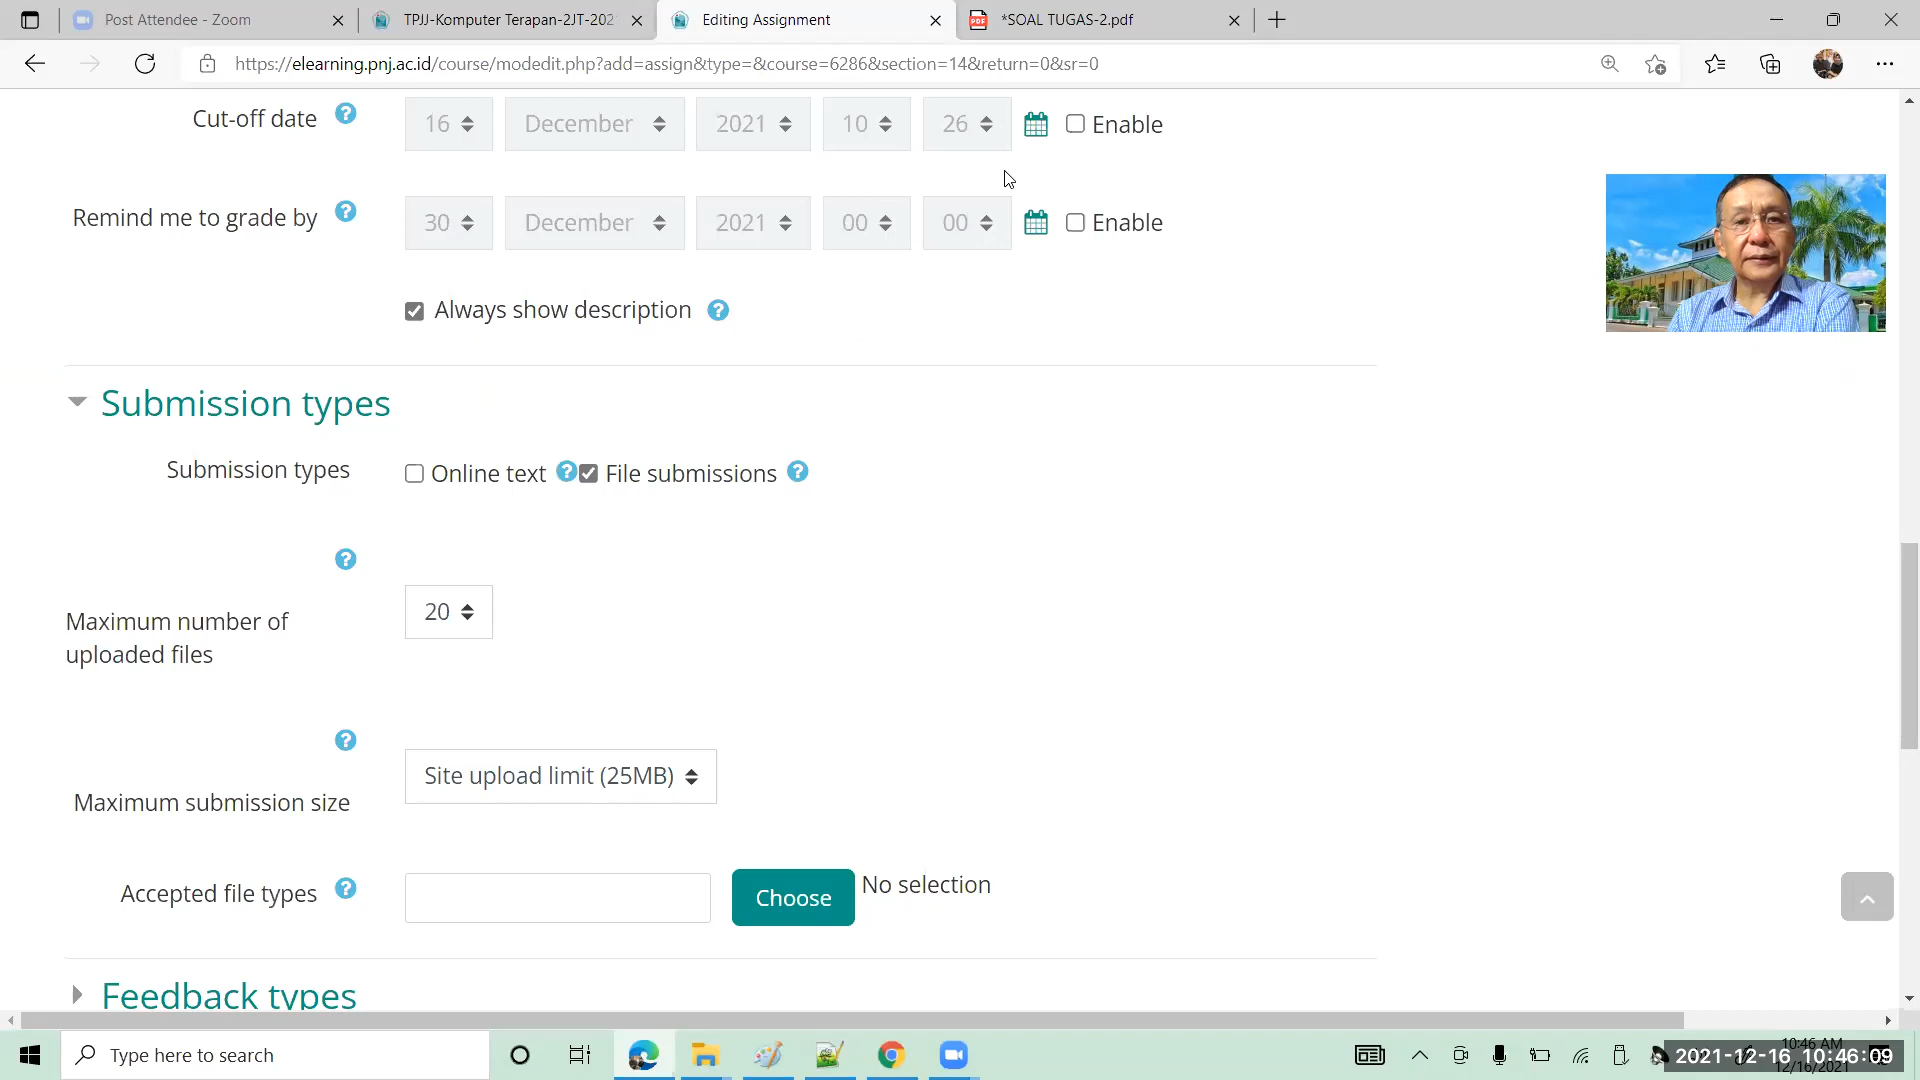 Post Attendee - Zoom
TPJJ-Komputer Terapan-2JT-202
Editing Assignment
*SOAL TUGAS-2.pdf
https://elearning.pnj.ac.id/course/modedit.php?add=assign&type=&course=6286&section=14&return=0&sr=0
Cut-off date ? 16 December 2021 10 26 Enable
Remind me to grade by ? 30 December 2021 00 00 Enable
Always show description ?
Submission types
Submission types Online text ? File submissions ?
?
20
Maximum number of
uploaded files
?
Site upload limit (25MB)
Maximum submission size
Accepted file types ? Choose No selection
Feedback types
Type here to search
10:46 AM
2021-12-16 10:46:09
12/16/2021